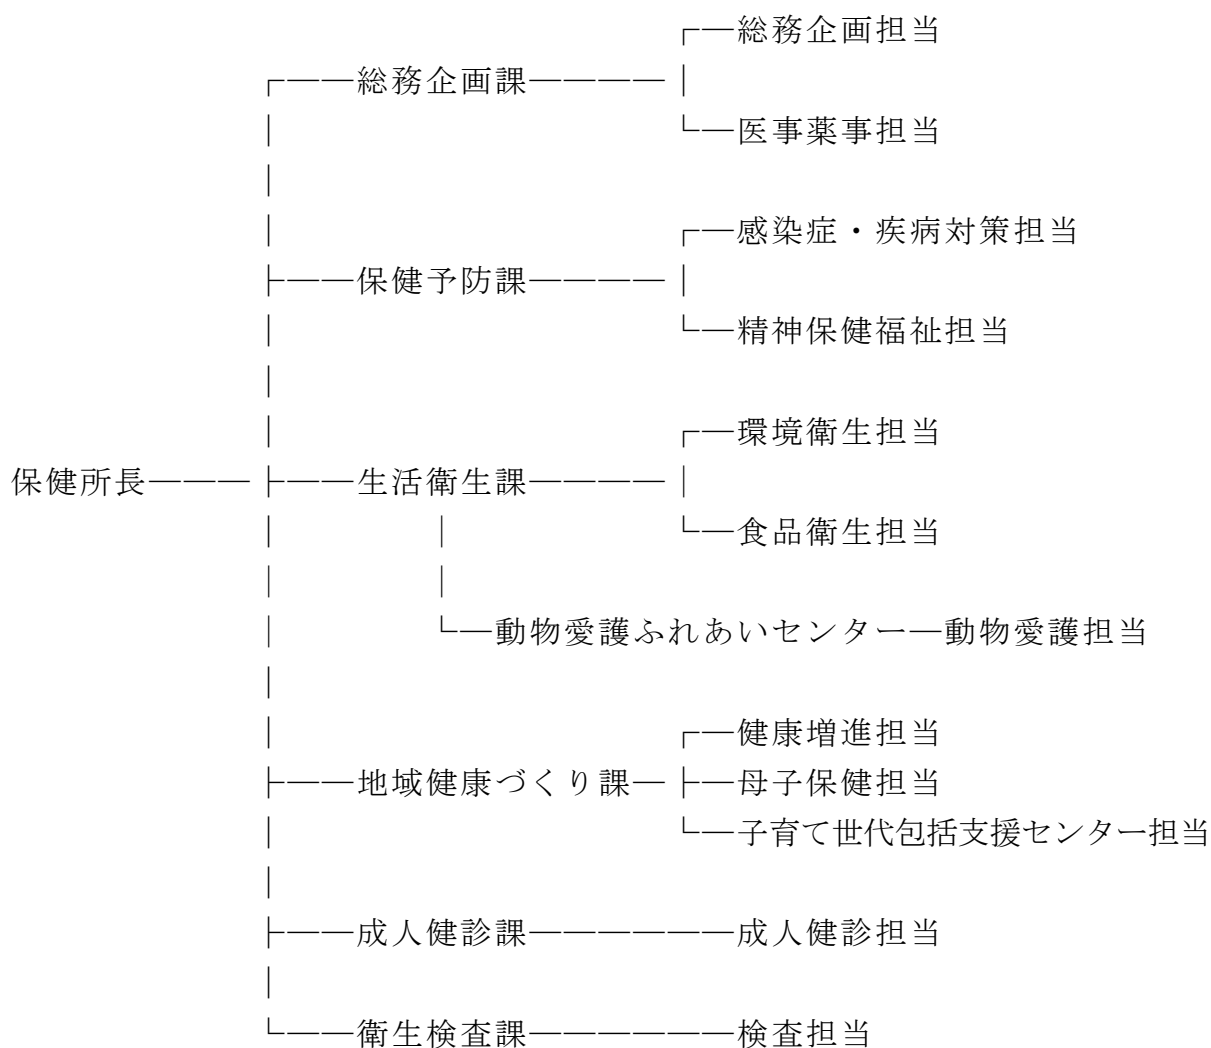 総務企画担当
総務企画課
医事薬事担当
感染症・疾病対策担当
保健予防課
精神保健福祉担当
環境衛生担当
保健所長 生活衛生課
食品衛生担当
動物愛護ふれあいセンター―動物愛護担当
健康増進担当
地域健康づくり課 母子保健担当
子育て世代包括支援センター担当
成人健診課 成人健診担当
衛生検査課 検査担当